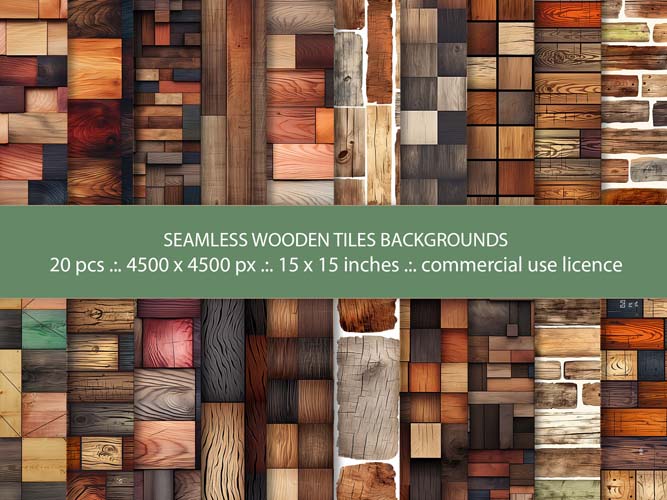 SEAMLESS WOODEN TILES BACKGROUNDS
20 pcs .:. 4500 x 4500 px .:. 15 x 15 inches .:. commercial use licence